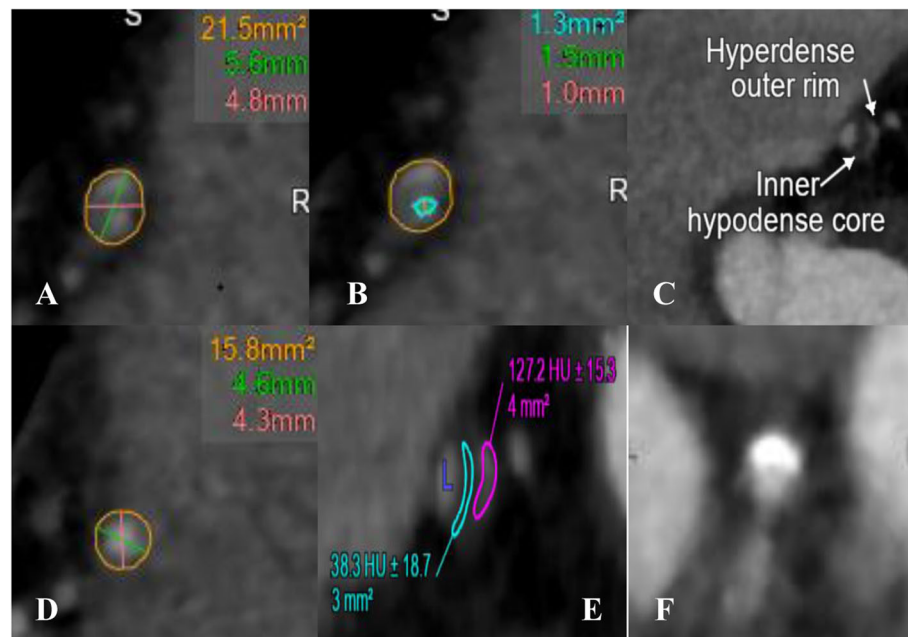 S
21.5mm²
5.6mm
4.8mm
A
S
1.3mm²
1.5mm
1.0mm
R
B
R
Hyperdense
outer rim
Inner
hypodense core
C
15.8mm²
4.6mm
4.3mm
D
127.2 HU ± 15.3
4 mm²
L
38.3 HU ± 18.7
3 mm²
E
F